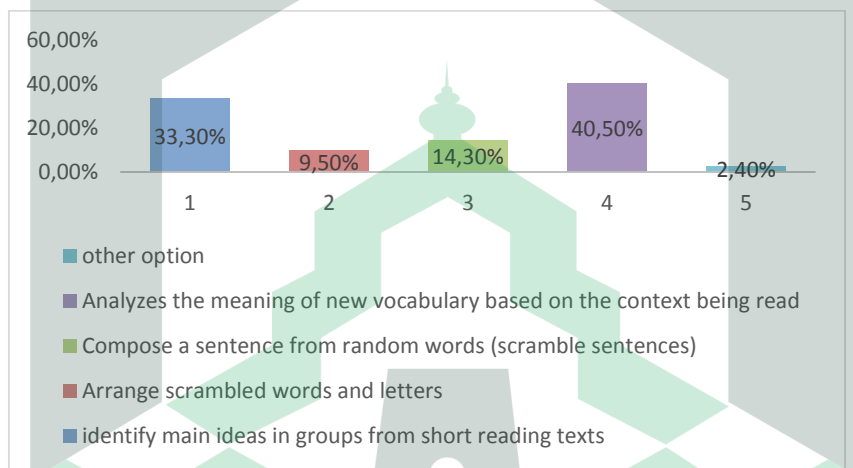 60,00%
40,00%
20,00%
0,00%
33,30%
9,50%
14,30%
40,50%
2,40%
1 2 3 4 5
other option
Analyzes the meaning of new vocabulary based on the context being read
Compose a sentence from random words (scramble sentences)
Arrange scrambled words and letters
identify main ideas in groups from short reading texts